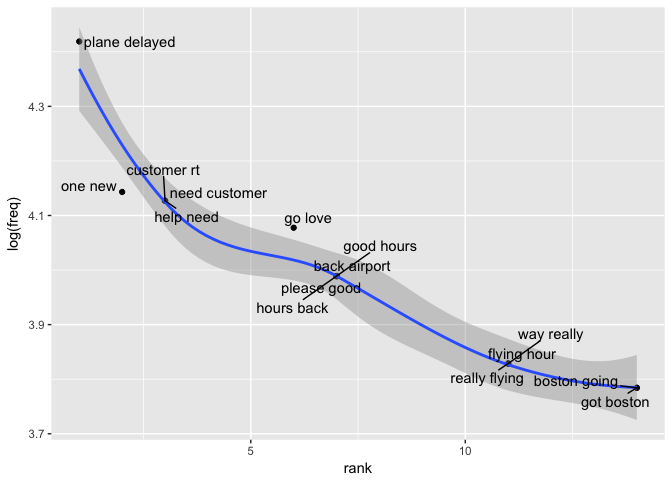 plane delayed
4.3
customer rt
one new
need customer
help need
4.1
go love
good hours
back airport
please good
hours back
3.9
way really
flying hour
really flying
boston going
got boston
3.7
5
10
rank
log(freq)